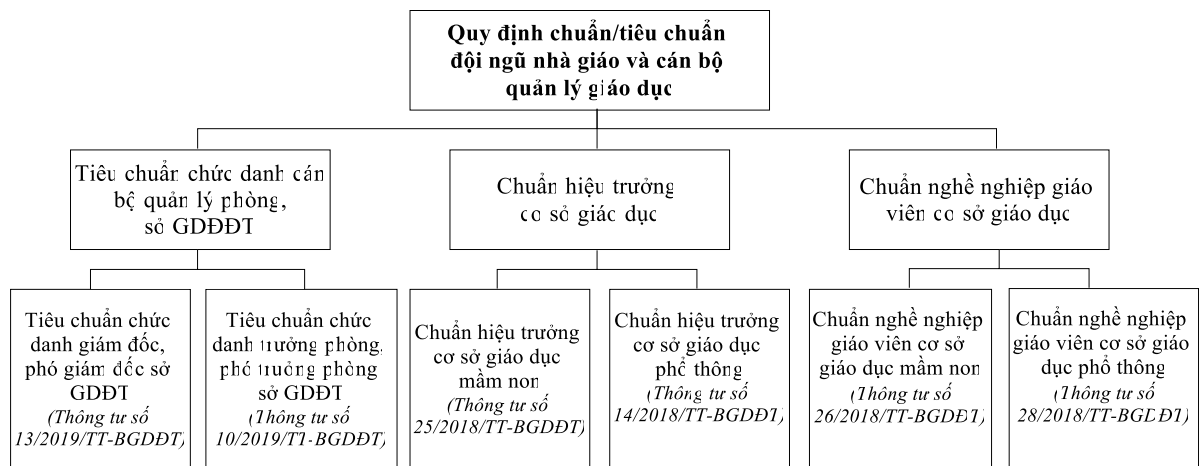 Quy định chuẩn/tiêu chuẩn
đội ngũ nhà giáo và cán bộ
quản lý giáo dục
Tiêu chuẩn chức danh cán
bộ quản lý phòng,
sở GDĐĐT
Chuẩn hiệu trưởng
cơ sở giáo dục
Chuẩn nghề nghiệp giáo
viên cơ sở giáo dục
Tiêu chuẩn chức
danh giám đốc,
phó giám đốc sở
GDĐT
(Thông tư số
13/2019/TT-BGDĐT)
Tiêu chuẩn chức
danh trưởng phòng,
phó trưởng phòng
sở GDĐT
(Thông tư số
10/2019/TT-BGDĐT)
Chuẩn hiệu trưởng
cơ sở giáo dục
mầm non
(Thông tư số
25/2018/TT-BGDĐT)
Chuẩn hiệu trưởng
cơ sở giáo dục
phổ thông
(Thông tư số
14/2018/TT-BGDĐT)
Chuẩn nghề nghiệp
giáo viên cơ sở
giáo dục mầm non
(Thông tư số
26/2018/TT-BGDĐT)
Chuẩn nghề nghiệp
giáo viên cơ sở giáo
dục phổ thông
(Thông tư số
28/2018/TT-BGDĐT)